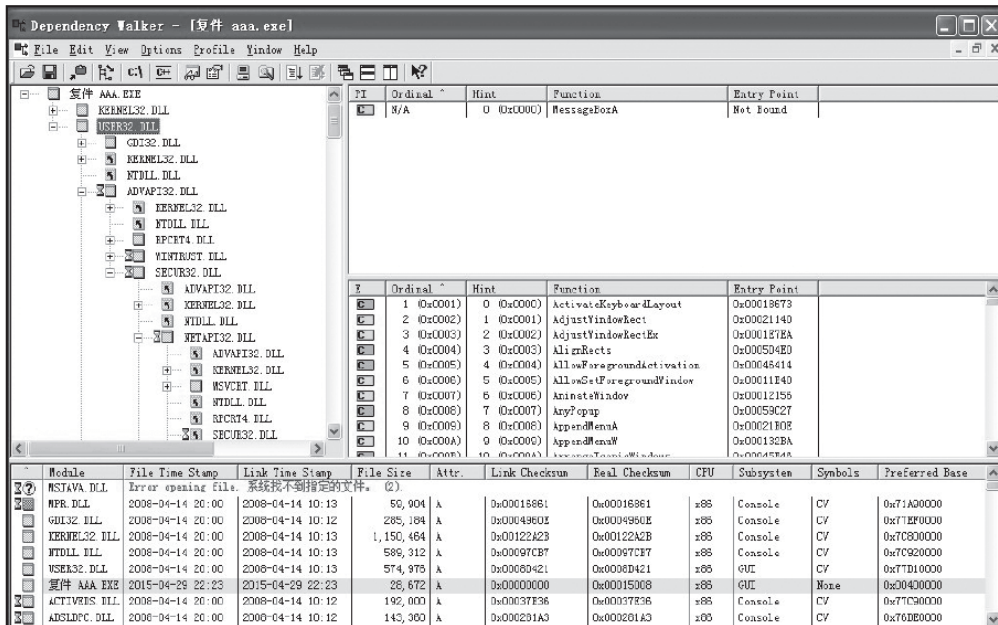 Dependency Walker - [复件 aaa.exe]
File Edit View Options Profile Window Help
复件 AAA.EXE
KERNEL32.DLL
USER32.DLL
GDI32.DLL
KERNEL32.DLL
NTDLL.DLL
ADVAPI32.DLL
KERNEL32.DLL
NTDLL.DLL
RPCRT4.DLL
WINTRUST.DLL
SECUR32.DLL
ADVAPI32.DLL
KERNEL32.DLL
NTDLL.DLL
NETAPI32.DLL
ADVAPI32.DLL
KERNEL32.DLL
MSVCRT.DLL
NTDLL.DLL
RPCRT4.DLL
SECUR32.DLL
PI Ordinal ^ Hint Function Entry Point
C N/A 0 (0x0000) MessageBoxA Not Bound
E Ordinal ^ Hint Function Entry Point
C 1 (0x0001) 0 (0x0000) ActivateKeyboardLayout 0x00018673
C 2 (0x0002) 1 (0x0001) AdjustWindowRect 0x00021140
C 3 (0x0003) 2 (0x0002) AdjustWindowRectEx 0x0001E7EA
C 4 (0x0004) 3 (0x0003) AlignRects 0x000504E0
C 5 (0x0005) 4 (0x0004) AllowForegroundActivation 0x00046414
C 6 (0x0006) 5 (0x0005) AllowSetForegroundWindow 0x00011E40
C 7 (0x0007) 6 (0x0006) AnimateWindow 0x00012156
C 8 (0x0008) 7 (0x0007) AnyPopup 0x00059C27
C 9 (0x0009) 8 (0x0008) AppendMenuA 0x00021B0E
C 10 (0x000A) 9 (0x0009) AppendMenuW 0x000132BA
11 (0x000B) 10 (0x000A) ArrangeIconicWindows
^ Module File Time Stamp Link Time Stamp File Size Attr. Link Checksum Real Checksum CPU Subsystem Symbols Preferred Base
MSJAVA.DLL Error opening file. 系统找不到指定的文件。 (2).
MPR.DLL 2008-04-14 20:00 2008-04-14 10:13 59,904 A 0x00016861 0x00016861 x86 Console CV 0x71A90000
GDI32.DLL 2008-04-14 20:00 2008-04-14 10:12 285,184 A 0x0004960E 0x0004960E x86 Console CV 0x77EF0000
KERNEL32.DLL 2008-04-14 20:00 2008-04-14 10:13 1,150,464 A 0x00122A2B 0x00122A2B x86 Console CV 0x7C800000
NTDLL.DLL 2008-04-14 20:00 2008-04-14 10:13 589,312 A 0x00097CB7 0x00097CB7 x86 Console CV 0x7C920000
USER32.DLL 2008-04-14 20:00 2008-04-14 10:13 574,976 A 0x0008D421 0x0008D421 x86 GUI CV 0x77D10000
复件 AAA.EXE 2015-04-29 22:23 2015-04-29 22:23 28,672 A 0x00000000 0x00015008 x86 GUI None 0x00400000
ACTIVEDS.DLL 2008-04-14 20:00 2008-04-14 10:12 192,000 A 0x00037E36 0x00037E36 x86 Console CV 0x77C90000
ADSLDPC.DLL 2008-04-14 20:00 2008-04-14 10:12 143,360 A 0x000281A3 0x000281A3 x86 Console CV 0x76DE0000